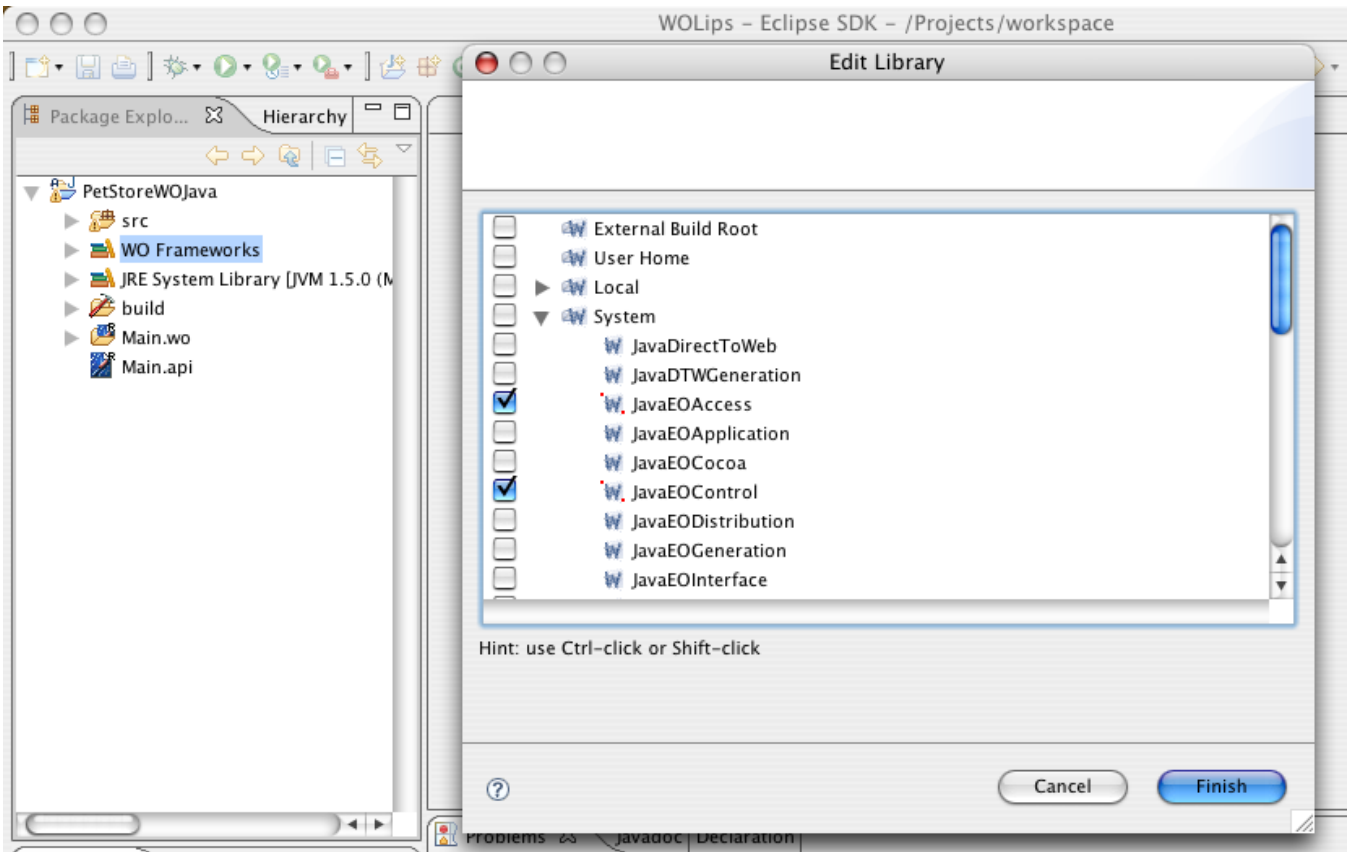 WOLips – Eclipse SDK – /Projects/workspace
Edit Library
Package Explo...
Hierarchy
PetStoreWOJava
src
WO Frameworks
JRE System Library [JVM 1.5.0 (M
build
Main.wo
Main.api
External Build Root
User Home
Local
System
JavaDirectToWeb
JavaDTWGeneration
JavaEOAccess
JavaEOApplication
JavaEOCocoa
JavaEOControl
JavaEODistribution
JavaEOGeneration
JavaEOInterface
Hint: use Ctrl–click or Shift–click
Cancel
Finish
Problems
Javadoc
Declaration